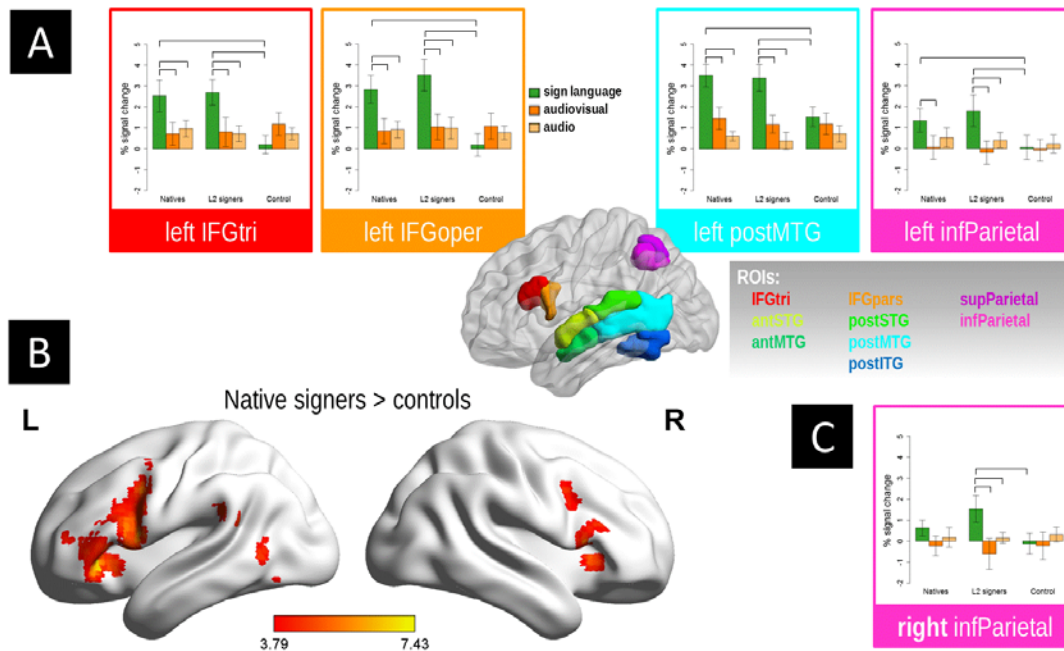 A
% signal change
5
4
3
2
1
0
-1
-2
Natives L2 signers Control
left IFGtri
% signal change
5
4
3
2
1
0
-1
-2
Natives L2 signers Control
left IFGoper
sign language
audiovisual
audio
% signal change
5
4
3
2
1
0
-1
-2
Natives L2 signers Control
left postMTG
% signal change
5
4
3
2
1
0
-1
-2
Natives L2 signers Control
left infParietal
ROIs:
IFGtri IFGpars supParietal
antSTG postSTG infParietal
antMTG postMTG
postITG
B
Native signers > controls
L R
3.79 7.43
C
% signal change
5
4
3
2
1
0
-1
-2
Natives L2 signers Control
right infParietal